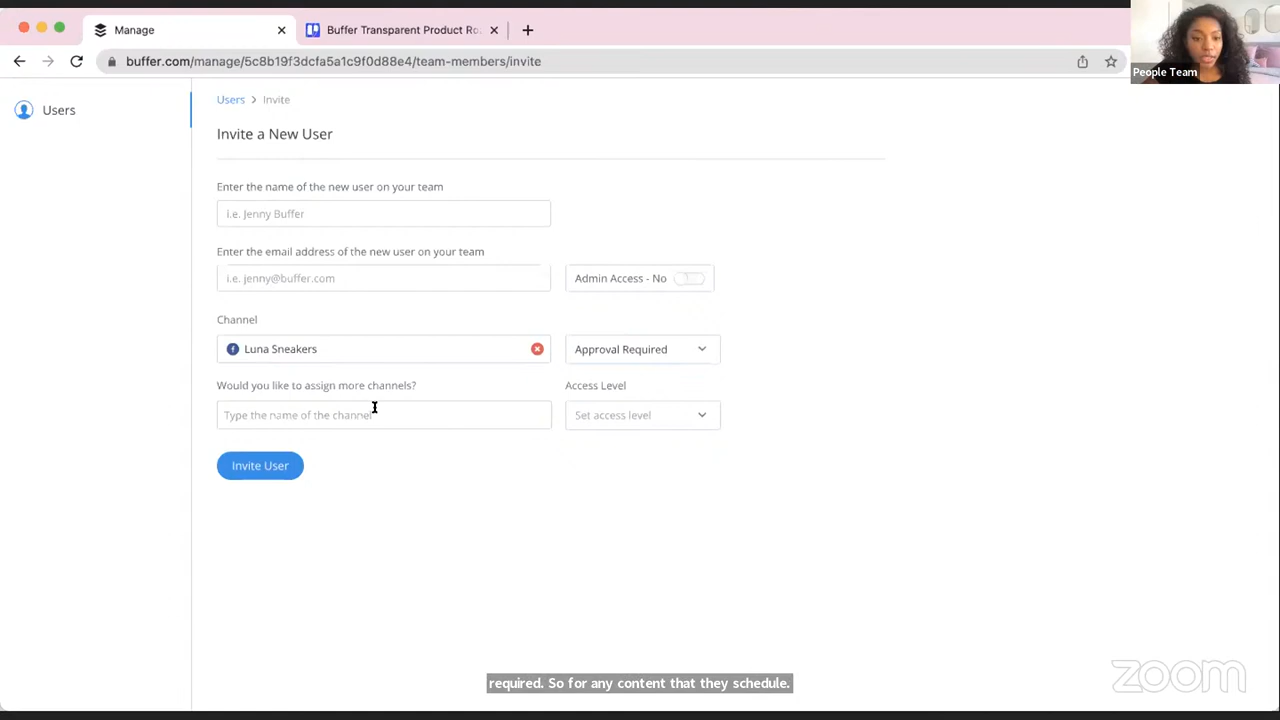 Manage
Buffer Transparent Product Ro
buffer.com/manage/5c8b19f3dcfa5a1c9f0d88e4/team-members/invite
People Team
Users
Users > Invite
Invite a New User
Enter the name of the new user on your team
i.e. Jenny Buffer
Enter the email address of the new user on your team
i.e. jenny@buffer.com
Admin Access - No
Channel
Luna Sneakers
Approval Required
Would you like to assign more channels?
Access Level
Type the name of the channel
Set access level
Invite User
required. So for any content that they schedule.
zoom